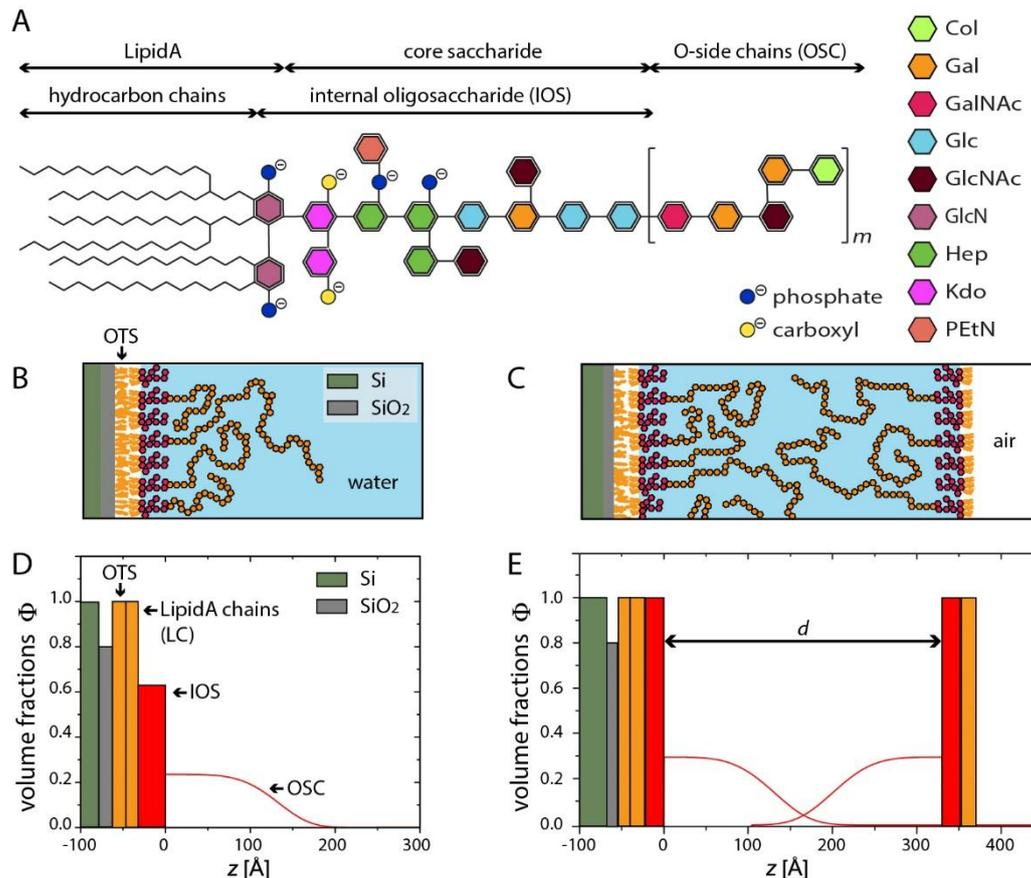 A
LipidA
core saccharide
O-side chains (OSC)
hydrocarbon chains
internal oligosaccharide (IOS)
m
⊖ phosphate
⊖ carboxyl
Col
Gal
GalNAc
Glc
GlcNAc
GlcN
Hep
Kdo
PEtN
OTS
B
Si
SiO2
water
C
air
D
OTS
Si
SiO2
LipidA chains
(LC)
IOS
OSC
volume fractions Φ
1.0
0.8
0.6
0.4
0.2
0.0
-100 0 100 200 300
z [Å]
E
d
volume fractions Φ
1.0
0.8
0.6
0.4
0.2
0.0
-100 0 100 200 300 400
z [Å]